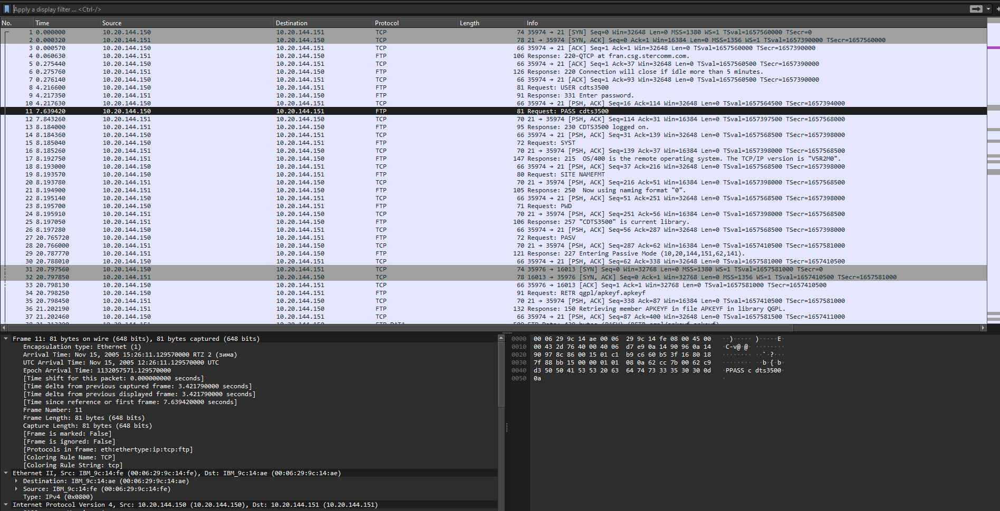 Apply a display filter ... <Ctrl-/>
No. Time Source Destination Protocol Length Info
1 0.000000 10.20.144.150 10.20.144.151 TCP 74 35974 → 21 [SYN] Seq=0 Win=32648 Len=0 MSS=1380 WS=1 TSval=1657560000 TSecr=0
2 0.000320 10.20.144.151 10.20.144.150 TCP 78 21 → 35974 [SYN, ACK] Seq=0 Ack=1 Win=16384 Len=0 MSS=1356 WS=1 TSval=1657390000 TSecr=1657560000
3 0.000570 10.20.144.150 10.20.144.151 TCP 66 35974 → 21 [ACK] Seq=1 Ack=1 Win=32648 Len=0 TSval=1657560000 TSecr=1657390000
4 0.060630 10.20.144.151 10.20.144.150 FTP 106 Response: 220-QTCP at fran.csg.stercomm.com.
5 0.275440 10.20.144.150 10.20.144.151 TCP 66 35974 → 21 [ACK] Seq=1 Ack=37 Win=32648 Len=0 TSval=1657560500 TSecr=1657390000
6 0.275760 10.20.144.151 10.20.144.150 FTP 126 Response: 220 Connection will close if idle more than 5 minutes.
7 0.276140 10.20.144.150 10.20.144.151 TCP 66 35974 → 21 [ACK] Seq=1 Ack=93 Win=32648 Len=0 TSval=1657560500 TSecr=1657390000
8 4.216600 10.20.144.150 10.20.144.151 FTP 81 Request: USER cdts3500
9 4.217350 10.20.144.151 10.20.144.150 FTP 91 Response: 331 Enter password.
10 4.217630 10.20.144.150 10.20.144.151 TCP 66 35974 → 21 [PSH, ACK] Seq=16 Ack=114 Win=32648 Len=0 TSval=1657564500 TSecr=1657394000
11 7.639420 10.20.144.150 10.20.144.151 FTP 81 Request: PASS cdts3500
12 7.843260 10.20.144.151 10.20.144.150 TCP 70 21 → 35974 [PSH, ACK] Seq=114 Ack=31 Win=16384 Len=0 TSval=1657397500 TSecr=1657568000
13 8.184000 10.20.144.151 10.20.144.150 FTP 95 Response: 230 CDTS3500 logged on.
14 8.184360 10.20.144.150 10.20.144.151 TCP 66 35974 → 21 [PSH, ACK] Seq=31 Ack=139 Win=32648 Len=0 TSval=1657568500 TSecr=1657398000
15 8.185040 10.20.144.150 10.20.144.151 FTP 72 Request: SYST
16 8.185260 10.20.144.151 10.20.144.150 TCP 70 21 → 35974 [PSH, ACK] Seq=139 Ack=37 Win=16384 Len=0 TSval=1657398000 TSecr=1657568500
17 8.192750 10.20.144.151 10.20.144.150 FTP 147 Response: 215  OS/400 is the remote operating system. The TCP/IP version is "V5R2M0".
18 8.193000 10.20.144.150 10.20.144.151 TCP 66 35974 → 21 [PSH, ACK] Seq=37 Ack=216 Win=32648 Len=0 TSval=1657568500 TSecr=1657398000
19 8.193570 10.20.144.150 10.20.144.151 FTP 80 Request: SITE NAMEFMT
20 8.193780 10.20.144.151 10.20.144.150 TCP 70 21 → 35974 [PSH, ACK] Seq=216 Ack=51 Win=16384 Len=0 TSval=1657398000 TSecr=1657568500
21 8.194900 10.20.144.151 10.20.144.150 FTP 105 Response: 250  Now using naming format "0".
22 8.195140 10.20.144.150 10.20.144.151 TCP 66 35974 → 21 [PSH, ACK] Seq=51 Ack=251 Win=32648 Len=0 TSval=1657568500 TSecr=1657398000
23 8.195700 10.20.144.150 10.20.144.151 FTP 71 Request: PWD
24 8.195910 10.20.144.151 10.20.144.150 TCP 70 21 → 35974 [PSH, ACK] Seq=251 Ack=56 Win=16384 Len=0 TSval=1657398000 TSecr=1657568500
25 8.197050 10.20.144.151 10.20.144.150 FTP 106 Response: 257 "CDTS3500" is current library.
26 8.197280 10.20.144.150 10.20.144.151 TCP 66 35974 → 21 [PSH, ACK] Seq=56 Ack=287 Win=32648 Len=0 TSval=1657568500 TSecr=1657398000
27 20.765720 10.20.144.150 10.20.144.151 FTP 72 Request: PASV
28 20.766000 10.20.144.151 10.20.144.150 TCP 70 21 → 35974 [PSH, ACK] Seq=287 Ack=62 Win=16384 Len=0 TSval=1657410500 TSecr=1657581000
29 20.787770 10.20.144.151 10.20.144.150 FTP 121 Response: 227 Entering Passive Mode (10,20,144,151,62,141).
30 20.788010 10.20.144.150 10.20.144.151 TCP 66 35974 → 21 [PSH, ACK] Seq=62 Ack=338 Win=32648 Len=0 TSval=1657581000 TSecr=1657410500
31 20.797560 10.20.144.150 10.20.144.151 TCP 74 35976 → 16013 [SYN] Seq=0 Win=32768 Len=0 MSS=1380 WS=1 TSval=1657581000 TSecr=0
32 20.797850 10.20.144.151 10.20.144.150 TCP 78 16013 → 35976 [SYN, ACK] Seq=0 Ack=1 Win=32768 Len=0 MSS=1356 WS=1 TSval=1657410500 TSecr=1657581000
33 20.798130 10.20.144.150 10.20.144.151 TCP 66 35976 → 16013 [ACK] Seq=1 Ack=1 Win=32768 Len=0 TSval=1657581000 TSecr=1657410500
34 20.798250 10.20.144.150 10.20.144.151 FTP 91 Request: RETR qgpl/apkeyf.apkeyf
35 20.798450 10.20.144.151 10.20.144.150 TCP 70 21 → 35974 [PSH, ACK] Seq=338 Ack=87 Win=16384 Len=0 TSval=1657410500 TSecr=1657581000
36 21.202190 10.20.144.151 10.20.144.150 FTP 132 Response: 150 Retrieving member APKEYF in file APKEYF in library QGPL.
37 21.202460 10.20.144.150 10.20.144.151 TCP 66 35974 → 21 [PSH, ACK] Seq=87 Ack=400 Win=32648 Len=0 TSval=1657581500 TSecr=1657411000
Frame 11: 81 bytes on wire (648 bits), 81 bytes captured (648 bits)
Encapsulation type: Ethernet (1)
Arrival Time: Nov 15, 2005 15:26:11.129570000 RTZ 2 (зима)
UTC Arrival Time: Nov 15, 2005 12:26:11.129570000 UTC
Epoch Arrival Time: 1132057571.129570000
[Time shift for this packet: 0.000000000 seconds]
[Time delta from previous captured frame: 3.421790000 seconds]
[Time delta from previous displayed frame: 3.421790000 seconds]
[Time since reference or first frame: 7.639420000 seconds]
Frame Number: 11
Frame Length: 81 bytes (648 bits)
Capture Length: 81 bytes (648 bits)
[Frame is marked: False]
[Frame is ignored: False]
[Protocols in frame: eth:ethertype:ip:tcp:ftp]
[Coloring Rule Name: TCP]
[Coloring Rule String: tcp]
Ethernet II, Src: IBM_9c:14:fe (00:06:29:9c:14:fe), Dst: IBM_9c:14:ae (00:06:29:9c:14:ae)
Destination: IBM_9c:14:ae (00:06:29:9c:14:ae)
Source: IBM_9c:14:fe (00:06:29:9c:14:fe)
Type: IPv4 (0x0800)
Internet Protocol Version 4, Src: 10.20.144.150 (10.20.144.150), Dst: 10.20.144.151 (10.20.144.151)
0000 00 06 29 9c 14 ae 00 06 29 9c 14 fe 08 00 45 00 ··)····· )·····E·
0010 00 43 2d 76 40 00 40 06 d7 e9 0a 14 90 96 0a 14 ·C-v@·@· ········
0020 90 97 8c 86 00 15 01 c1 b9 c6 60 b5 3f 16 80 18 ········ ··`·?···
0030 7f 88 bb 15 00 00 01 01 08 0a 62 cc 7b 00 62 c9 ········ ··b·{·b·
0040 d3 50 50 41 53 53 20 63 64 74 73 33 35 30 30 0d ·PPASS c dts3500·
0050 0a ·